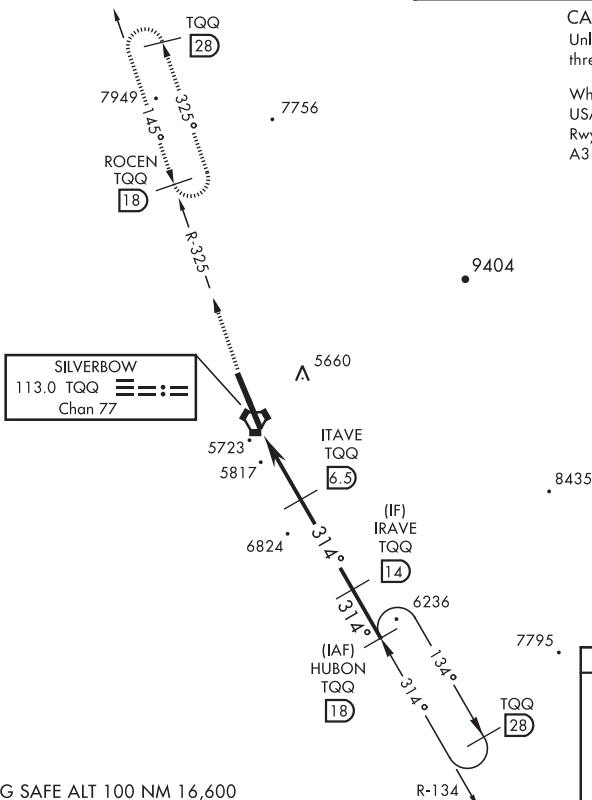 TQQ
28
CA
Unl
thre
7949
325°
145°
7756
Wh
USA
Rwy
A3
ROCEN
TQQ
18
R-325
9404
SILVERBOW
113.0 TQQ
Chan 77
5660
5723
5817
ITAVE
TQQ
6.5
8435
6824
314°
(IF)
IRAVE
TQQ
14
314°
6236
(IAF)
HUBON
TQQ
18
134°
314°
7795
TQQ
28
G SAFE ALT 100 NM 16,600
R-134